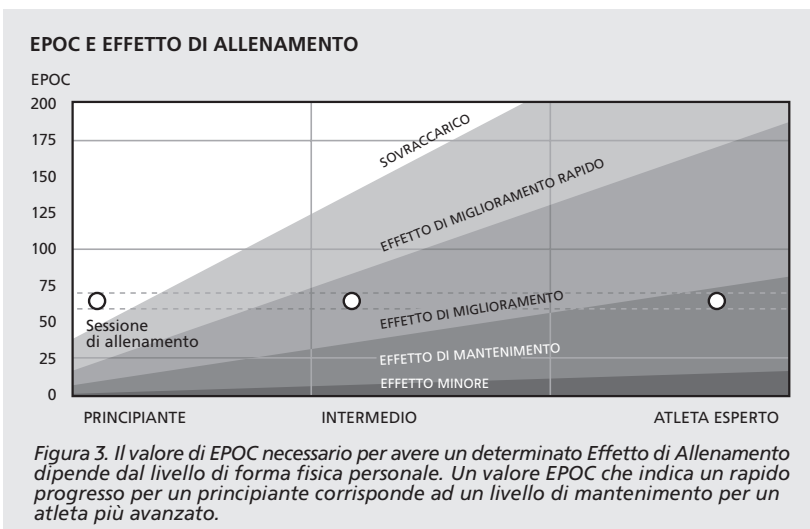 EPOC E EFFETTO DI ALLENAMENTO
EPOC
200
175
150
125
100
75
50
25
0
SOVRACCARICO
EFFETTO DI MIGLIORAMENTO RAPIDO
EFFETTO DI MIGLIORAMENTO
Sessione
di allenamento
EFFETTO DI MANTENIMENTO
EFFETTO MINORE
PRINCIPIANTE INTERMEDIO ATLETA ESPERTO
Figura 3. Il valore di EPOC necessario per avere un determinato Effetto di Allenamento
dipende dal livello di forma fisica personale. Un valore EPOC che indica un rapido
progresso per un principiante corrisponde ad un livello di mantenimento per un
atleta più avanzato.